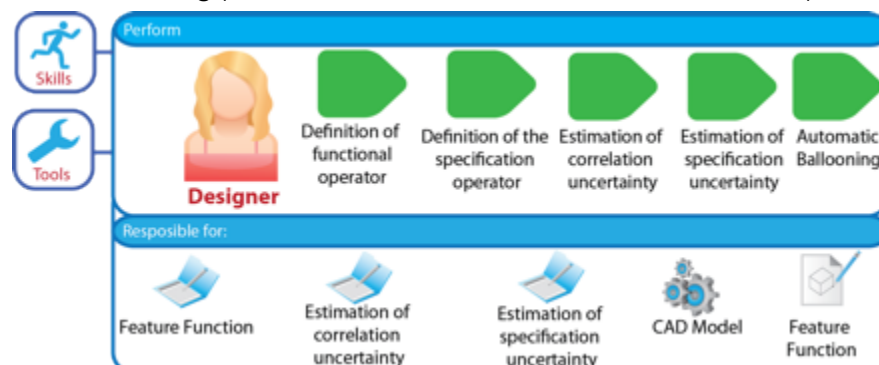 Perform
Skills
Tools
Designer
Definition of
functional
operator
Definition of the
specification
operator
Estimation of
correlation
uncertainty
Estimation of
specification
uncertainty
Automatic
Ballooning
Resposible for:
Feature Function
Estimation of
correlation
uncertainty
Estimation of
specification
uncertainty
CAD Model
Feature
Function